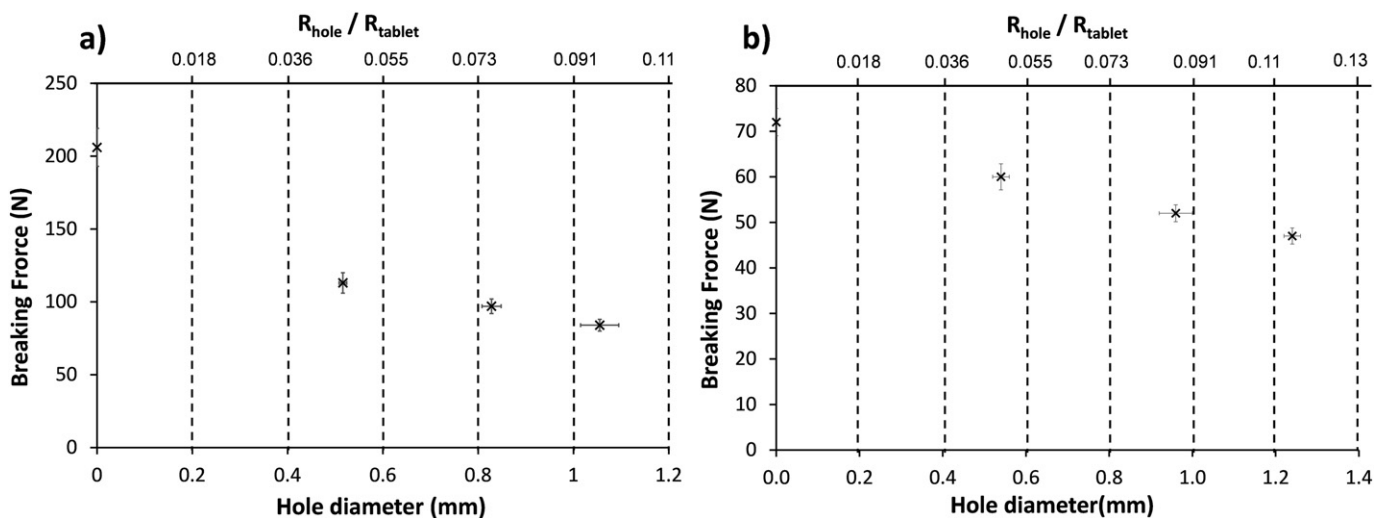 a)
R_hole / R_tablet
0.018 0.036 0.055 0.073 0.091 0.11
250
200
150
100
50
0
Breaking Frorce (N)
0 0.2 0.4 0.6 0.8 1 1.2
Hole diameter (mm)
b)
R_hole / R_tablet
0.018 0.036 0.055 0.073 0.091 0.11 0.13
80
70
60
50
40
30
20
10
0
Breaking Force (N)
0 0.2 0.4 0.6 0.8 1.0 1.2 1.4
Hole diameter(mm)